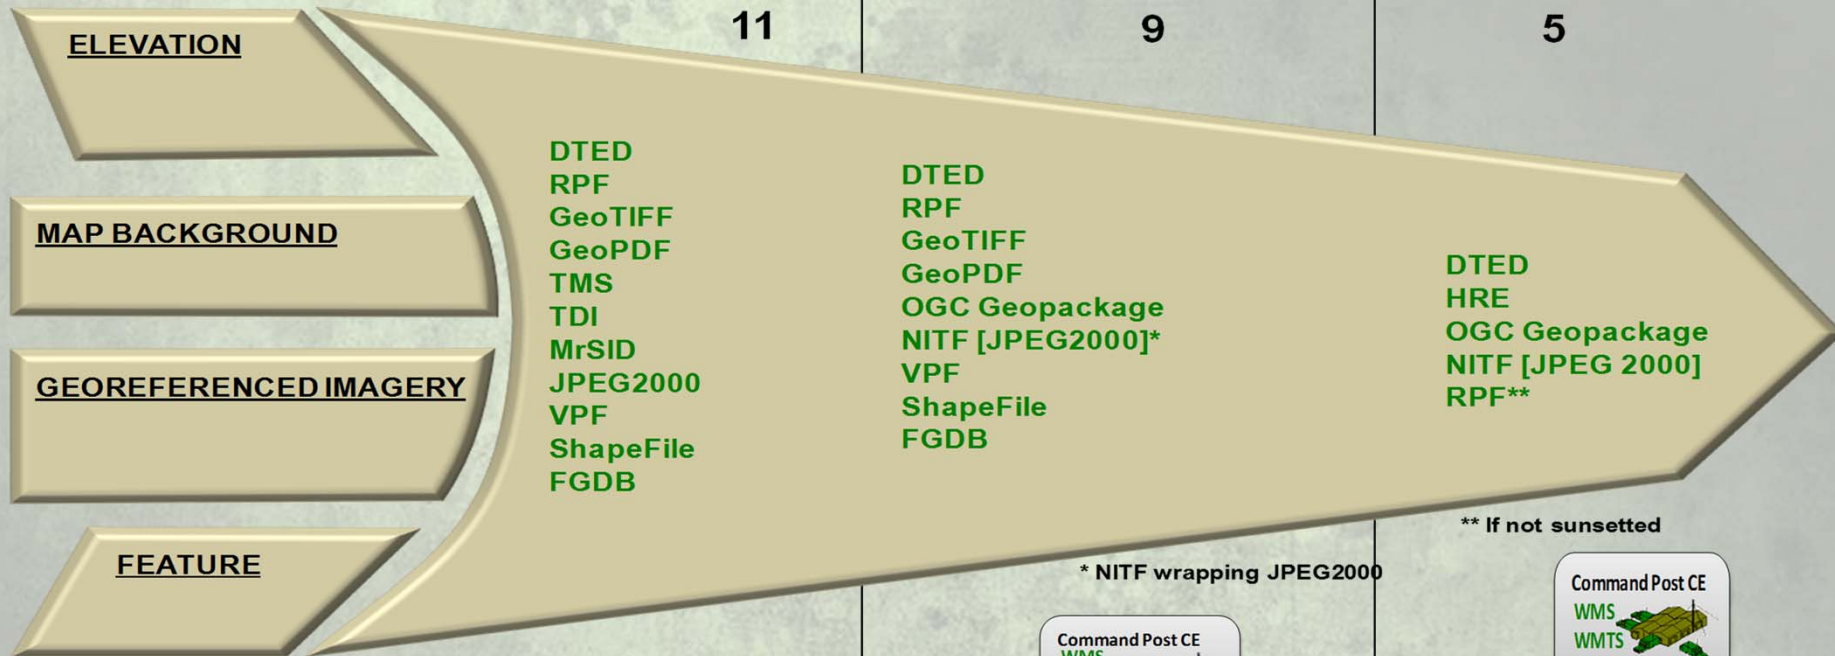 ELEVATION
MAP BACKGROUND
GEOREFERENCED IMAGERY
FEATURE
11
DTED
RPF
GeoTIFF
GeoPDF
TMS
TDI
MrSID
JPEG2000
VPF
ShapeFile
FGDB
9
DTED
RPF
GeoTIFF
GeoPDF
OGC Geopackage
NITF [JPEG2000]*
VPF
ShapeFile
FGDB
* NITF wrapping JPEG2000
Command Post CE
WMS
5
DTED
HRE
OGC Geopackage
NITF [JPEG 2000]
RPF**
** If not sunsetted
Command Post CE
WMS
WMTS